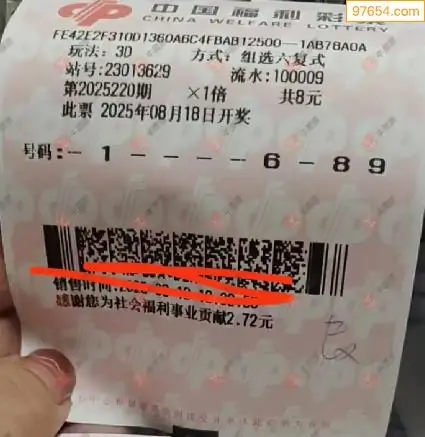 97654.com
中国福利彩票
CHINA WELFARE LOTTERY
FE42E2F310D1360A6C4FBAB12500--1AB78A0A
玩法:3D 方式:组选六复式
站号:23013629 流水:100009
第2025220期 ×1倍 共8元
此票 2025年08月18日开奖
号码:-1----6-89
销售时间
感谢您为社会福利事业贡献2.72元